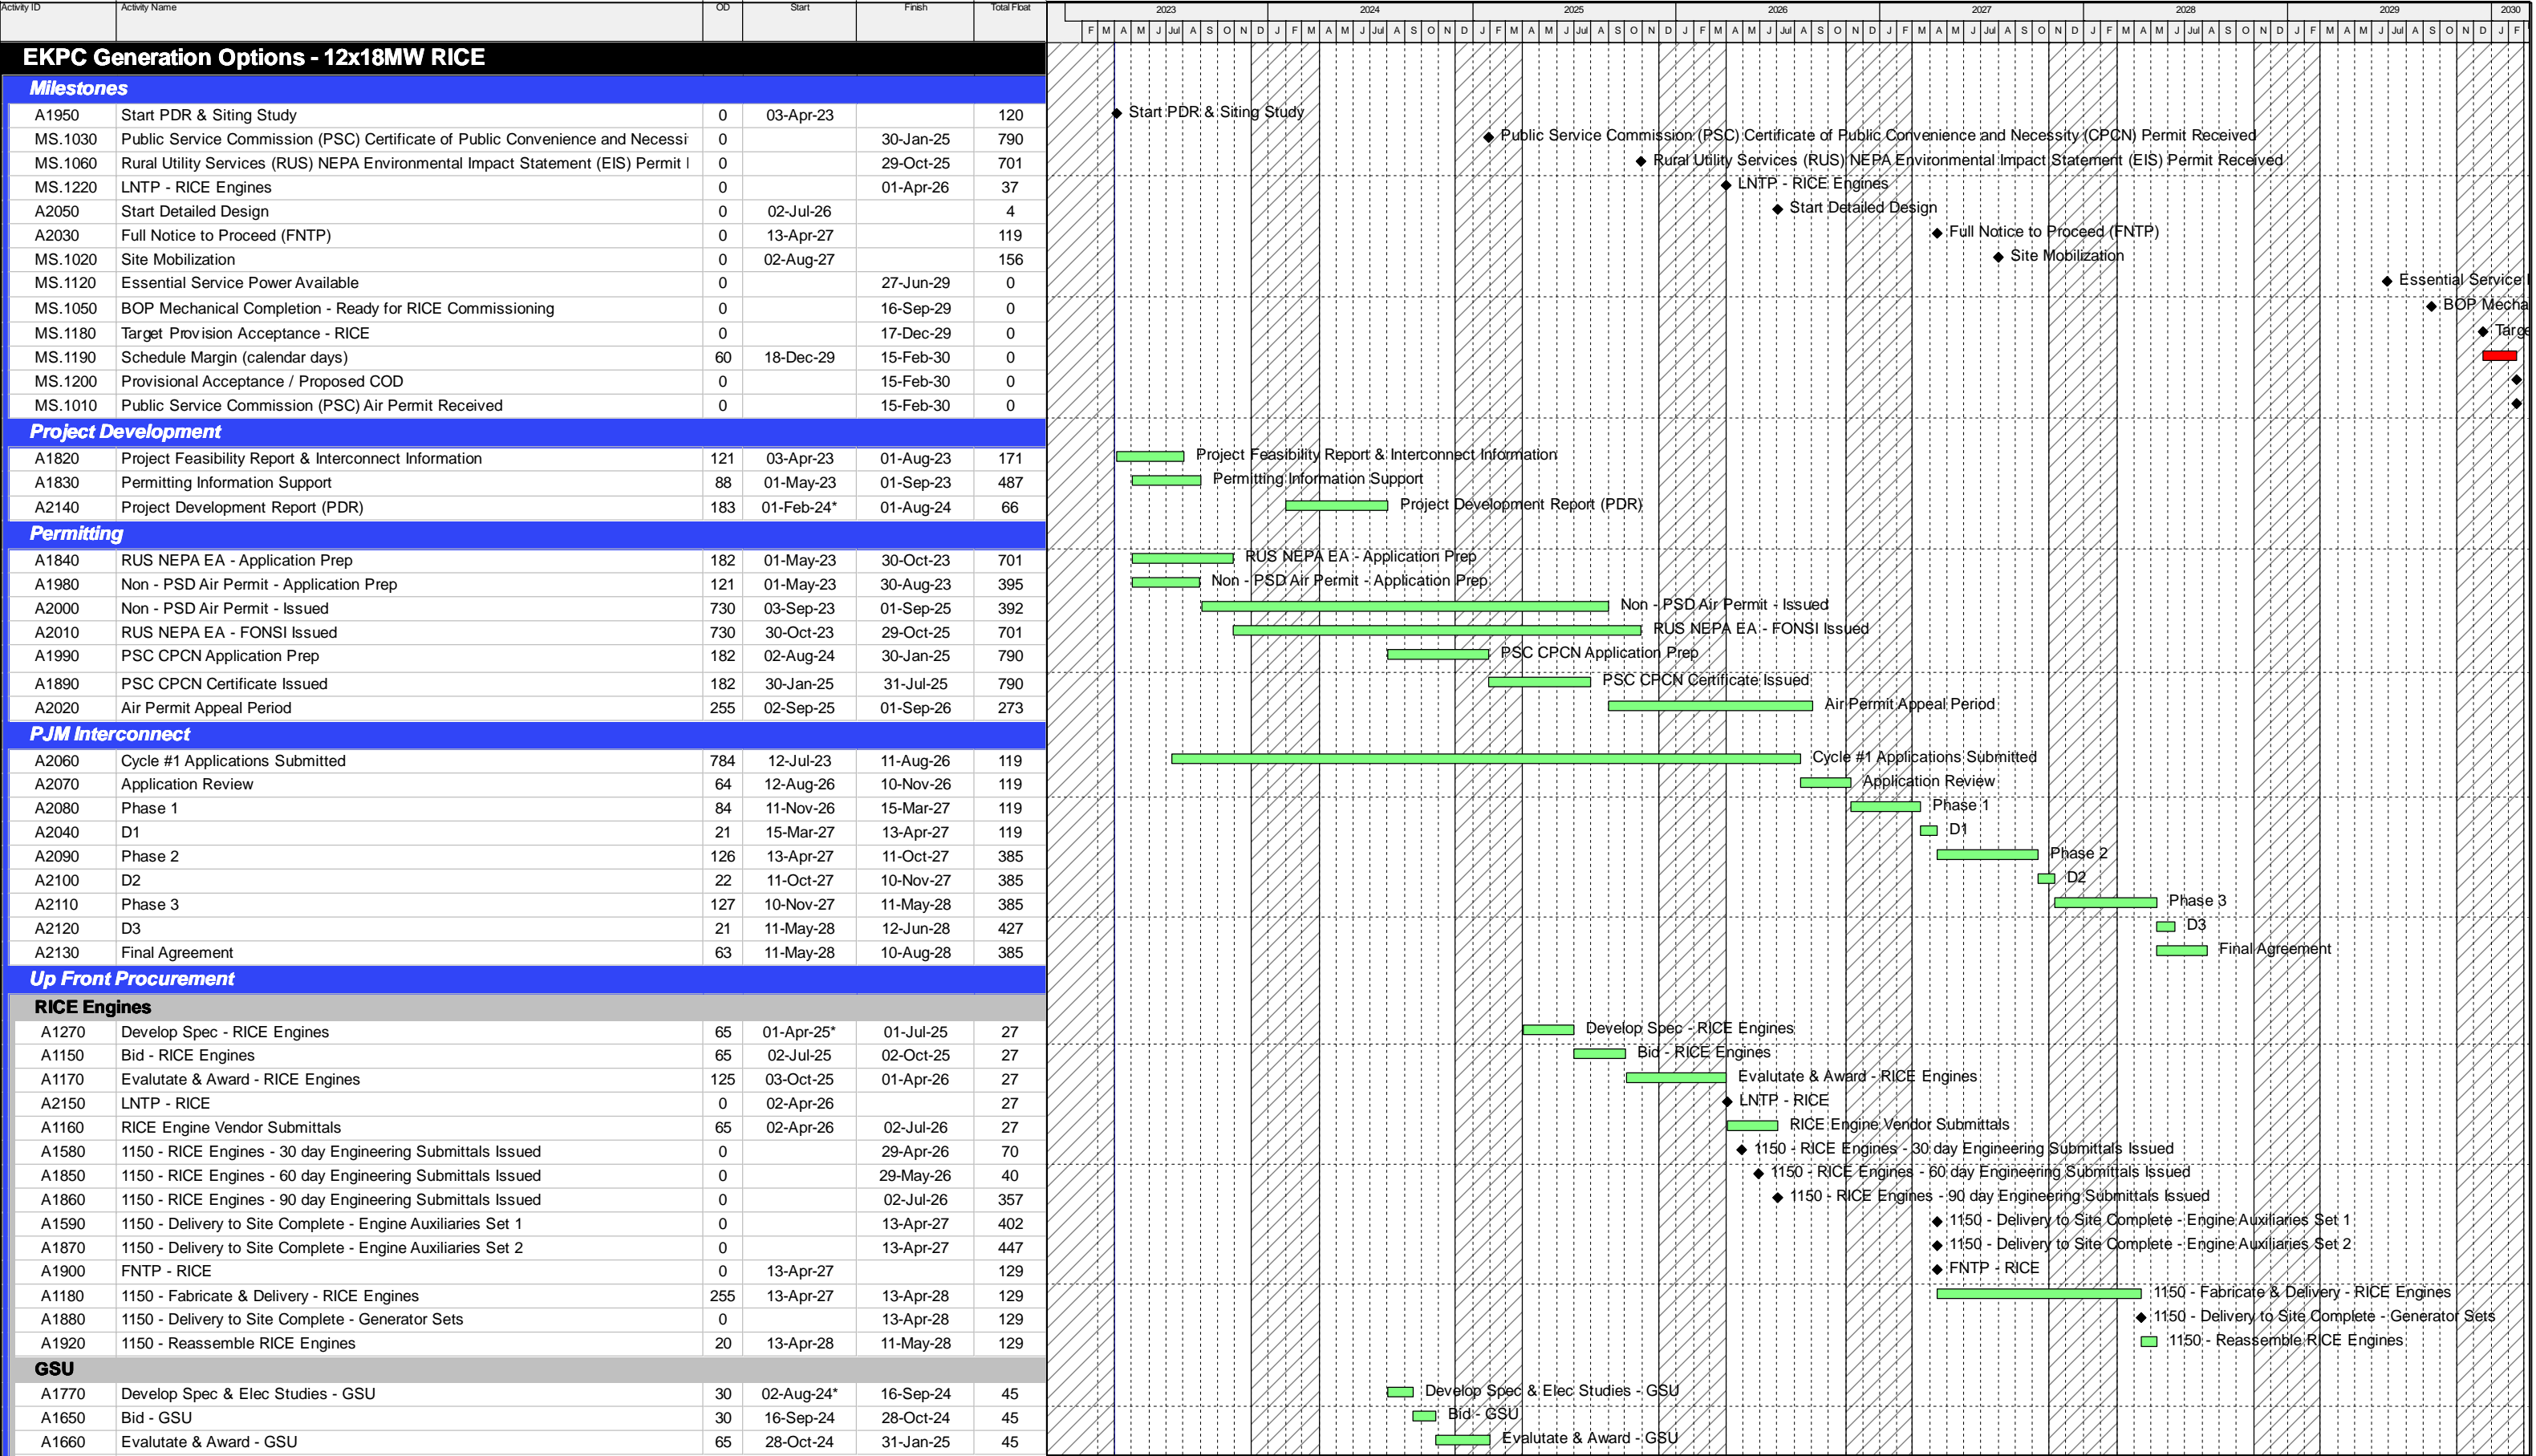 Activity ID Activity Name OD Start Finish Total Float 2023 2024 2025 2026 2027 2028 2029 2030
F M A M J Jul A S O N D J F M A M J Jul A S O N D J F M A M J Jul A S O N D J F M A M J Jul A S O N D J F M A M J Jul A S O N D J F M A M J Jul A S O N D J F M A M J Jul A S O N D J F
EKPC Generation Options - 12x18MW RICE
Milestones
A1950 Start PDR & Siting Study 0 03-Apr-23 120 Start PDR & Siting Study
MS.1030 Public Service Commission (PSC) Certificate of Public Convenience and Necessi 0 30-Jan-25 790 Public Service Commission (PSC) Certificate of Public Convenience and Necessity (CPCN) Permit Received
MS.1060 Rural Utility Services (RUS) NEPA Environmental Impact Statement (EIS) Permit 0 29-Oct-25 701 Rural Utility Services (RUS) NEPA Environmental Impact Statement (EIS) Permit Received
MS.1220 LNTP - RICE Engines 0 01-Apr-26 37 LNTP - RICE Engines
A2050 Start Detailed Design 0 02-Jul-26 4 Start Detailed Design
A2030 Full Notice to Proceed (FNTP) 0 13-Apr-27 119 Full Notice to Proceed (FNTP)
MS.1020 Site Mobilization 0 02-Aug-27 156 Site Mobilization
MS.1120 Essential Service Power Available 0 27-Jun-29 0 Essential Service
MS.1050 BOP Mechanical Completion - Ready for RICE Commissioning 0 16-Sep-29 0 BOP Mecha
MS.1180 Target Provision Acceptance - RICE 0 17-Dec-29 0 Targe
MS.1190 Schedule Margin (calendar days) 60 18-Dec-29 15-Feb-30 0
MS.1200 Provisional Acceptance / Proposed COD 0 15-Feb-30 0
MS.1010 Public Service Commission (PSC) Air Permit Received 0 15-Feb-30 0
Project Development
A1820 Project Feasibility Report & Interconnect Information 121 03-Apr-23 01-Aug-23 171 Project Feasibility Report & Interconnect Information
A1830 Permitting Information Support 88 01-May-23 01-Sep-23 487 Permitting Information Support
A2140 Project Development Report (PDR) 183 01-Feb-24* 01-Aug-24 66 Project Development Report (PDR)
Permitting
A1840 RUS NEPA EA - Application Prep 182 01-May-23 30-Oct-23 701 RUS NEPA EA - Application Prep
A1980 Non - PSD Air Permit - Application Prep 121 01-May-23 30-Aug-23 395 Non - PSD Air Permit - Application Prep
A2000 Non - PSD Air Permit - Issued 730 03-Sep-23 01-Sep-25 392 Non - PSD Air Permit - Issued
A2010 RUS NEPA EA - FONSI Issued 730 30-Oct-23 29-Oct-25 701 RUS NEPA EA - FONSI Issued
A1990 PSC CPCN Application Prep 182 02-Aug-24 30-Jan-25 790 PSC CPCN Application Prep
A1890 PSC CPCN Certificate Issued 182 30-Jan-25 31-Jul-25 790 PSC CPCN Certificate Issued
A2020 Air Permit Appeal Period 255 02-Sep-25 01-Sep-26 273 Air Permit Appeal Period
PJM Interconnect
A2060 Cycle #1 Applications Submitted 784 12-Jul-23 11-Aug-26 119 Cycle #1 Applications Submitted
A2070 Application Review 64 12-Aug-26 10-Nov-26 119 Application Review
A2080 Phase 1 84 11-Nov-26 15-Mar-27 119 Phase 1
A2040 D1 21 15-Mar-27 13-Apr-27 119 D1
A2090 Phase 2 126 13-Apr-27 11-Oct-27 385 Phase 2
A2100 D2 22 11-Oct-27 10-Nov-27 385 D2
A2110 Phase 3 127 10-Nov-27 11-May-28 385 Phase 3
A2120 D3 21 11-May-28 12-Jun-28 427 D3
A2130 Final Agreement 63 11-May-28 10-Aug-28 385 Final Agreement
Up Front Procurement
RICE Engines
A1270 Develop Spec - RICE Engines 65 01-Apr-25* 01-Jul-25 27 Develop Spec - RICE Engines
A1150 Bid - RICE Engines 65 02-Jul-25 02-Oct-25 27 Bid - RICE Engines
A1170 Evalutate & Award - RICE Engines 125 03-Oct-25 01-Apr-26 27 Evalutate & Award - RICE Engines
A2150 LNTP - RICE 0 02-Apr-26 27 LNTP - RICE
A1160 RICE Engine Vendor Submittals 65 02-Apr-26 02-Jul-26 27 RICE Engine Vendor Submittals
A1580 1150 - RICE Engines - 30 day Engineering Submittals Issued 0 29-Apr-26 70 1150 - RICE Engines - 30 day Engineering Submittals Issued
A1850 1150 - RICE Engines - 60 day Engineering Submittals Issued 0 29-May-26 40 1150 - RICE Engines - 60 day Engineering Submittals Issued
A1860 1150 - RICE Engines - 90 day Engineering Submittals Issued 0 02-Jul-26 357 1150 - RICE Engines - 90 day Engineering Submittals Issued
A1590 1150 - Delivery to Site Complete - Engine Auxiliaries Set 1 0 13-Apr-27 402 1150 - Delivery to Site Complete - Engine Auxiliaries Set 1
A1870 1150 - Delivery to Site Complete - Engine Auxiliaries Set 2 0 13-Apr-27 447 1150 - Delivery to Site Complete - Engine Auxiliaries Set 2
A1900 FNTP - RICE 0 13-Apr-27 129 FNTP - RICE
A1180 1150 - Fabricate & Delivery - RICE Engines 255 13-Apr-27 13-Apr-28 129 1150 - Fabricate & Delivery - RICE Engines
A1880 1150 - Delivery to Site Complete - Generator Sets 0 13-Apr-28 129 1150 - Delivery to Site Complete - Generator Sets
A1920 1150 - Reassemble RICE Engines 20 13-Apr-28 11-May-28 129 1150 - Reassemble RICE Engines
GSU
A1770 Develop Spec & Elec Studies - GSU 30 02-Aug-24* 16-Sep-24 45 Develop Spec & Elec Studies - GSU
A1650 Bid - GSU 30 16-Sep-24 28-Oct-24 45 Bid - GSU
A1660 Evalutate & Award - GSU 65 28-Oct-24 31-Jan-25 45 Evalutate & Award - GSU